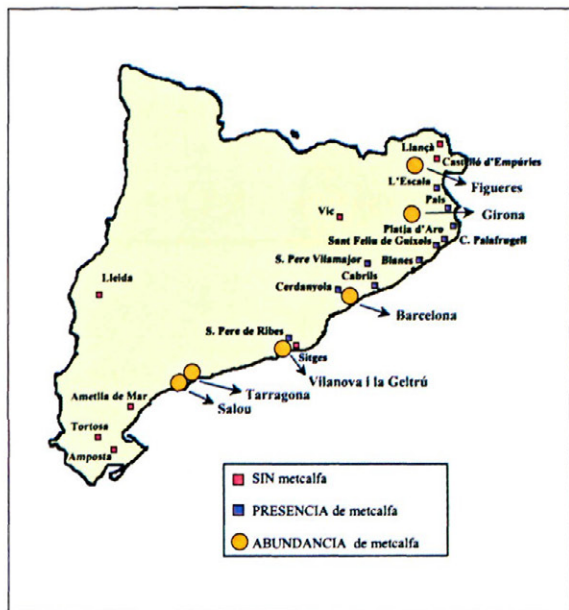 Llançà
Castelló d'Empúries
L'Escala
Figueres
Pals
Vic
Girona
Platja d'Aro
Sant Feliu de Guixols
C. Palafrugell
S. Pere Vilamajor
Blanes
Lleida
Cabrils
Cerdanyola
Barcelona
S. Pere de Ribes
Sitges
Vilanova i la Geltrú
Ametlla de Mar
Tarragona
Salou
Tortosa
Amposta
SIN metcalfa
PRESENCIA de metcalfa
ABUNDANCIA de metcalfa